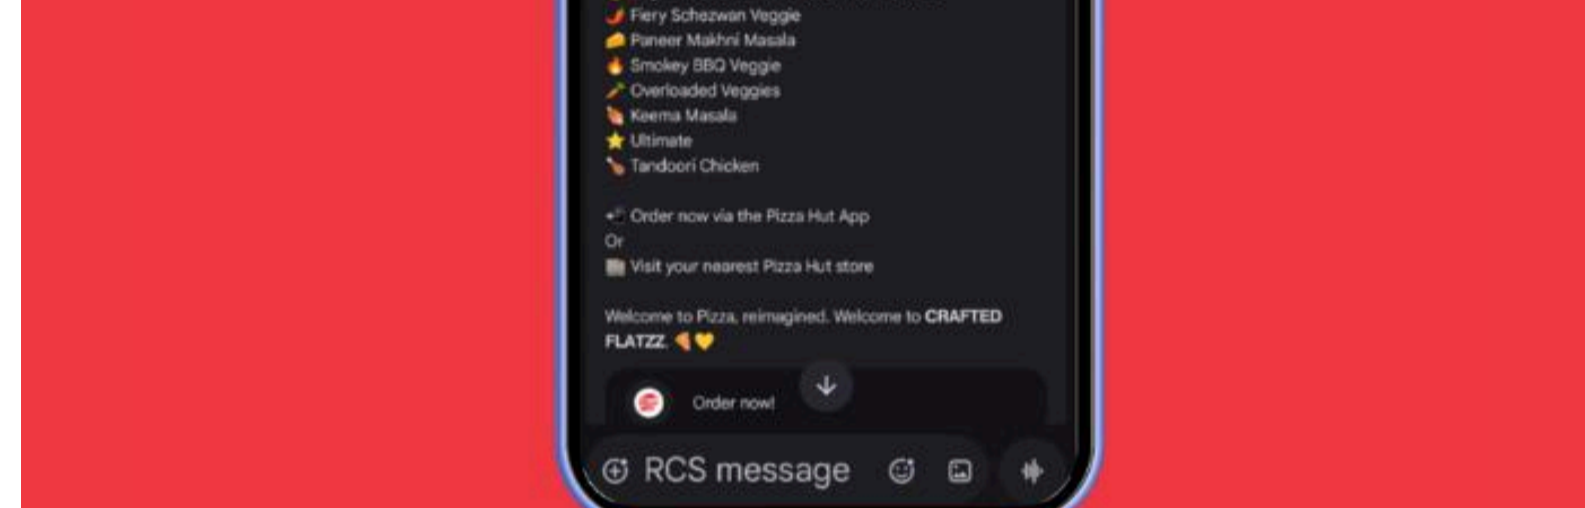 🌶️ Fiery Schezwan Veggie
🧀 Paneer Makhni Masala
🔥 Smokey BBQ Veggie
🥕 Overloaded Veggies
🍖 Keema Masala
⭐ Ultimate
🍗 Tandoori Chicken
📲 Order now via the Pizza Hut App
Or
🏬 Visit your nearest Pizza Hut store
Welcome to Pizza, reimagined. Welcome to CRAFTED
FLATZZ. 🍕💛
Order now!
RCS message